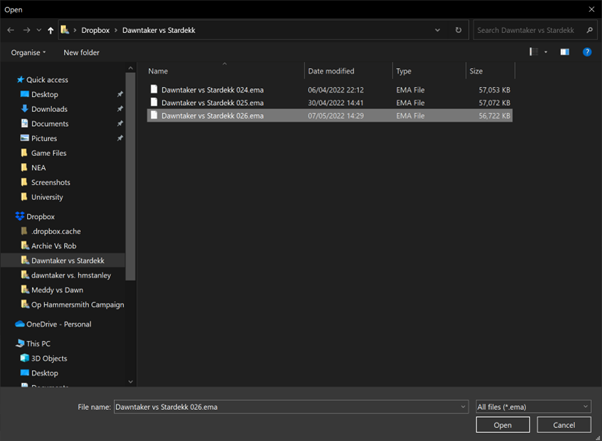 Open
Dropbox > Dawntaker vs Stardekk
Search Dawntaker vs Stardekk
Organise New folder
Name Date modified Type Size
Dawntaker vs Stardekk 024.ema 06/04/2022 22:12 EMA File 57,053 KB
Dawntaker vs Stardekk 025.ema 30/04/2022 14:41 EMA File 57,072 KB
Dawntaker vs Stardekk 026.ema 07/05/2022 14:29 EMA File 56,722 KB
Quick access
Desktop
Downloads
Documents
Pictures
Game Files
NEA
Screenshots
University
Dropbox
.dropbox.cache
Archie Vs Rob
Dawntaker vs Stardekk
dawntaker vs. hmstanley
Meddy vs Dawn
Op Hammersmith Campaign
OneDrive - Personal
This PC
3D Objects
Desktop
Documents
File name: Dawntaker vs Stardekk 026.ema All files (*.ema)
Open Cancel